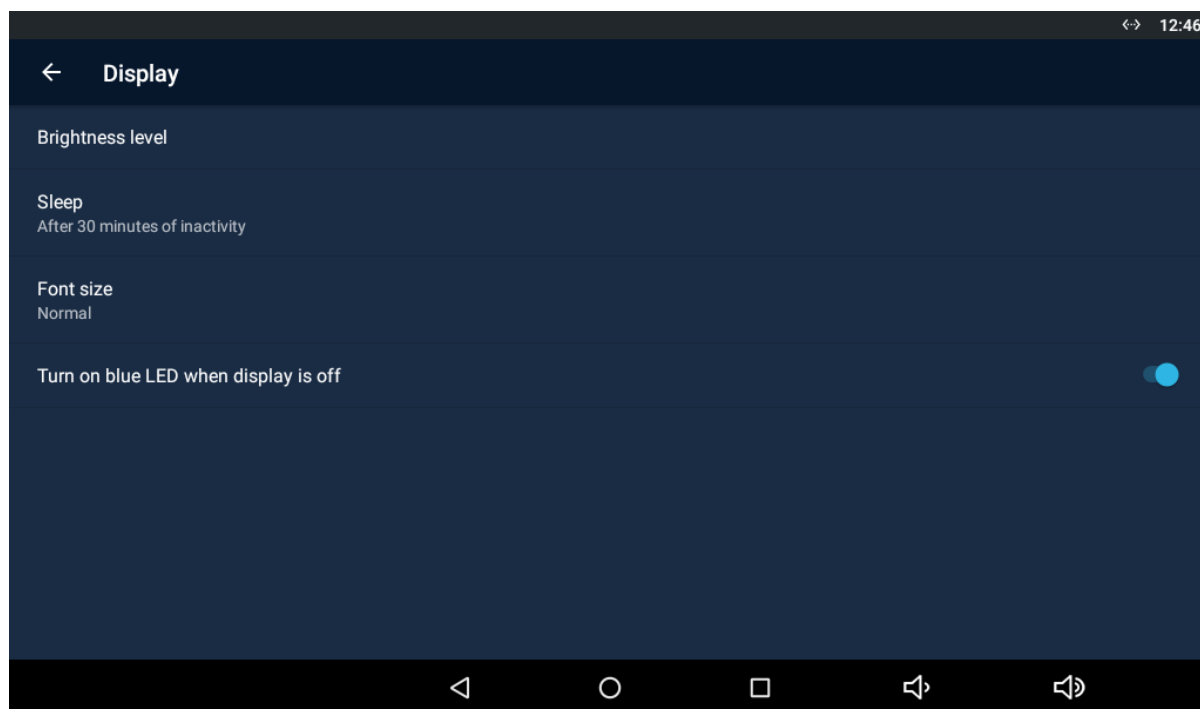 12:46
Display
Brightness level
Sleep
After 30 minutes of inactivity
Font size
Normal
Turn on blue LED when display is off